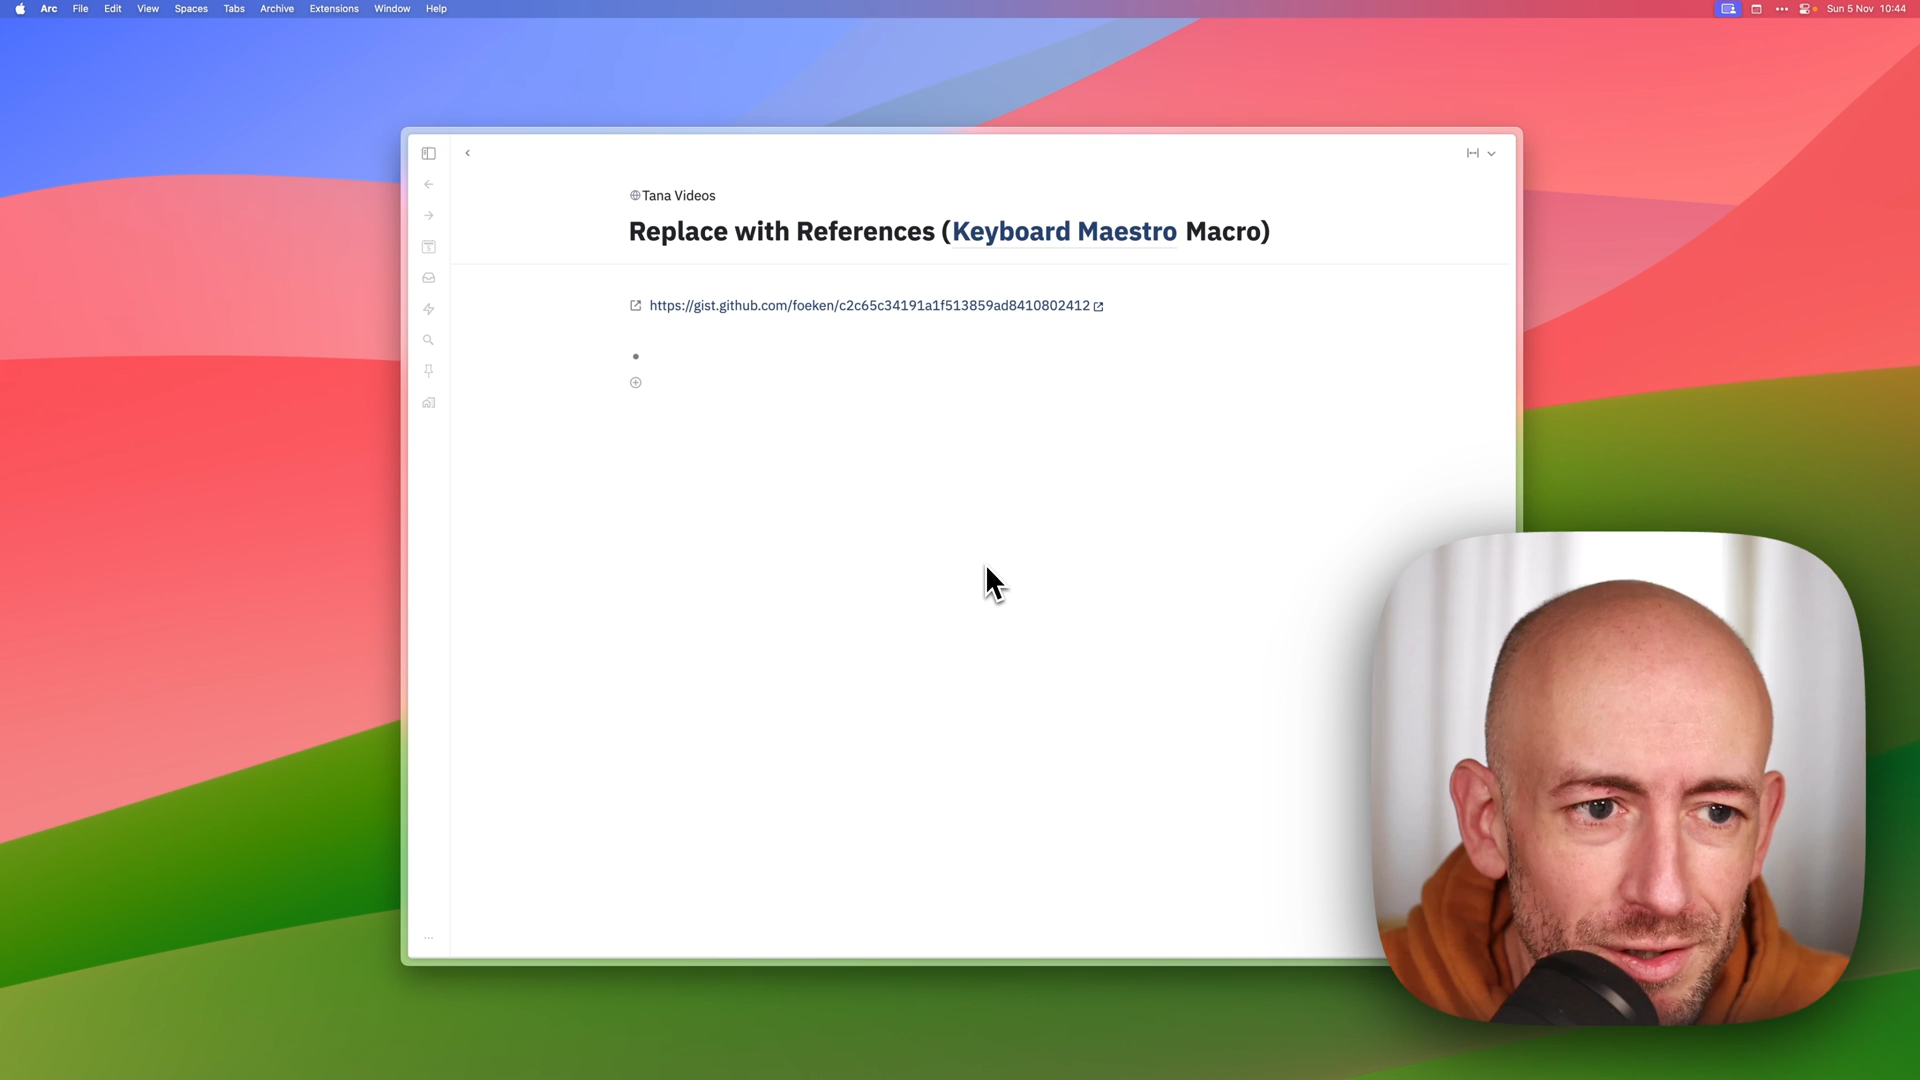 Arc File Edit View Spaces Tabs Archive Extensions Window Help Sun 5 Nov 10:44
Tana Videos
Replace with References (Keyboard Maestro Macro)
https://gist.github.com/foeken/c2c65c34191a1f513859ad8410802412